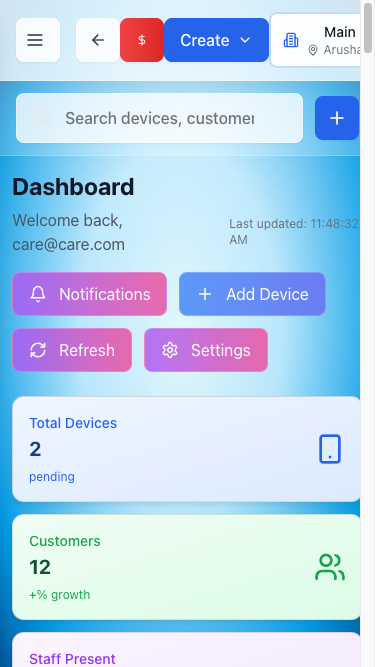 $
Create
Main
Arusha
Search devices, customer
Dashboard
Welcome back,
care@care.com
Last updated: 11:48:32
AM
Notifications
Add Device
Refresh
Settings
Total Devices
2
pending
Customers
12
+% growth
Staff Present